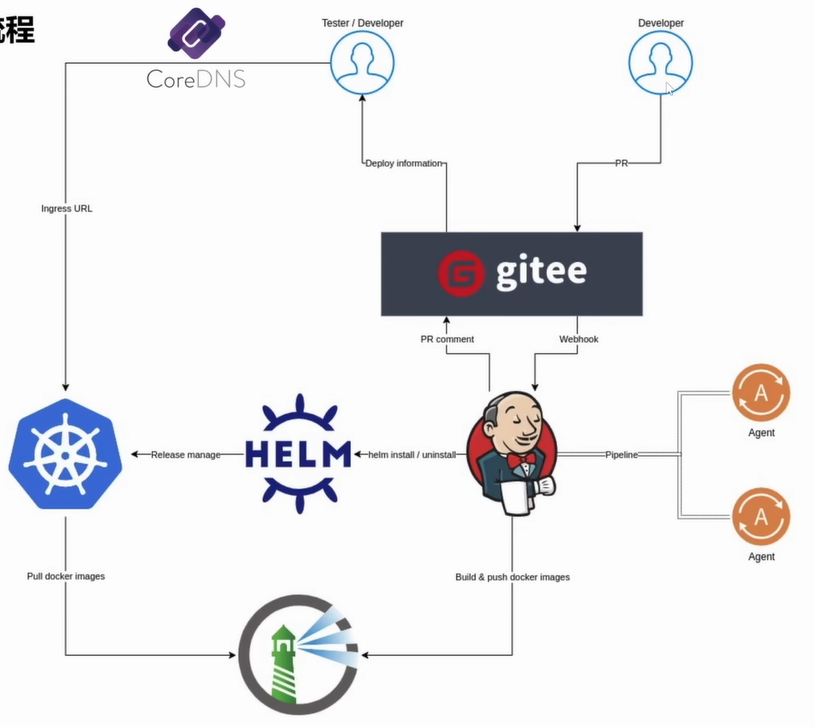 流程
Tester / Developer
Developer
CoreDNS
Deploy information
PR
Ingress URL
G gitee
PR comment
Webhook
A
Agent
HELM
Release manage
helm install / uninstall
Pipeline
A
Agent
Pull docker images
Build & push docker images